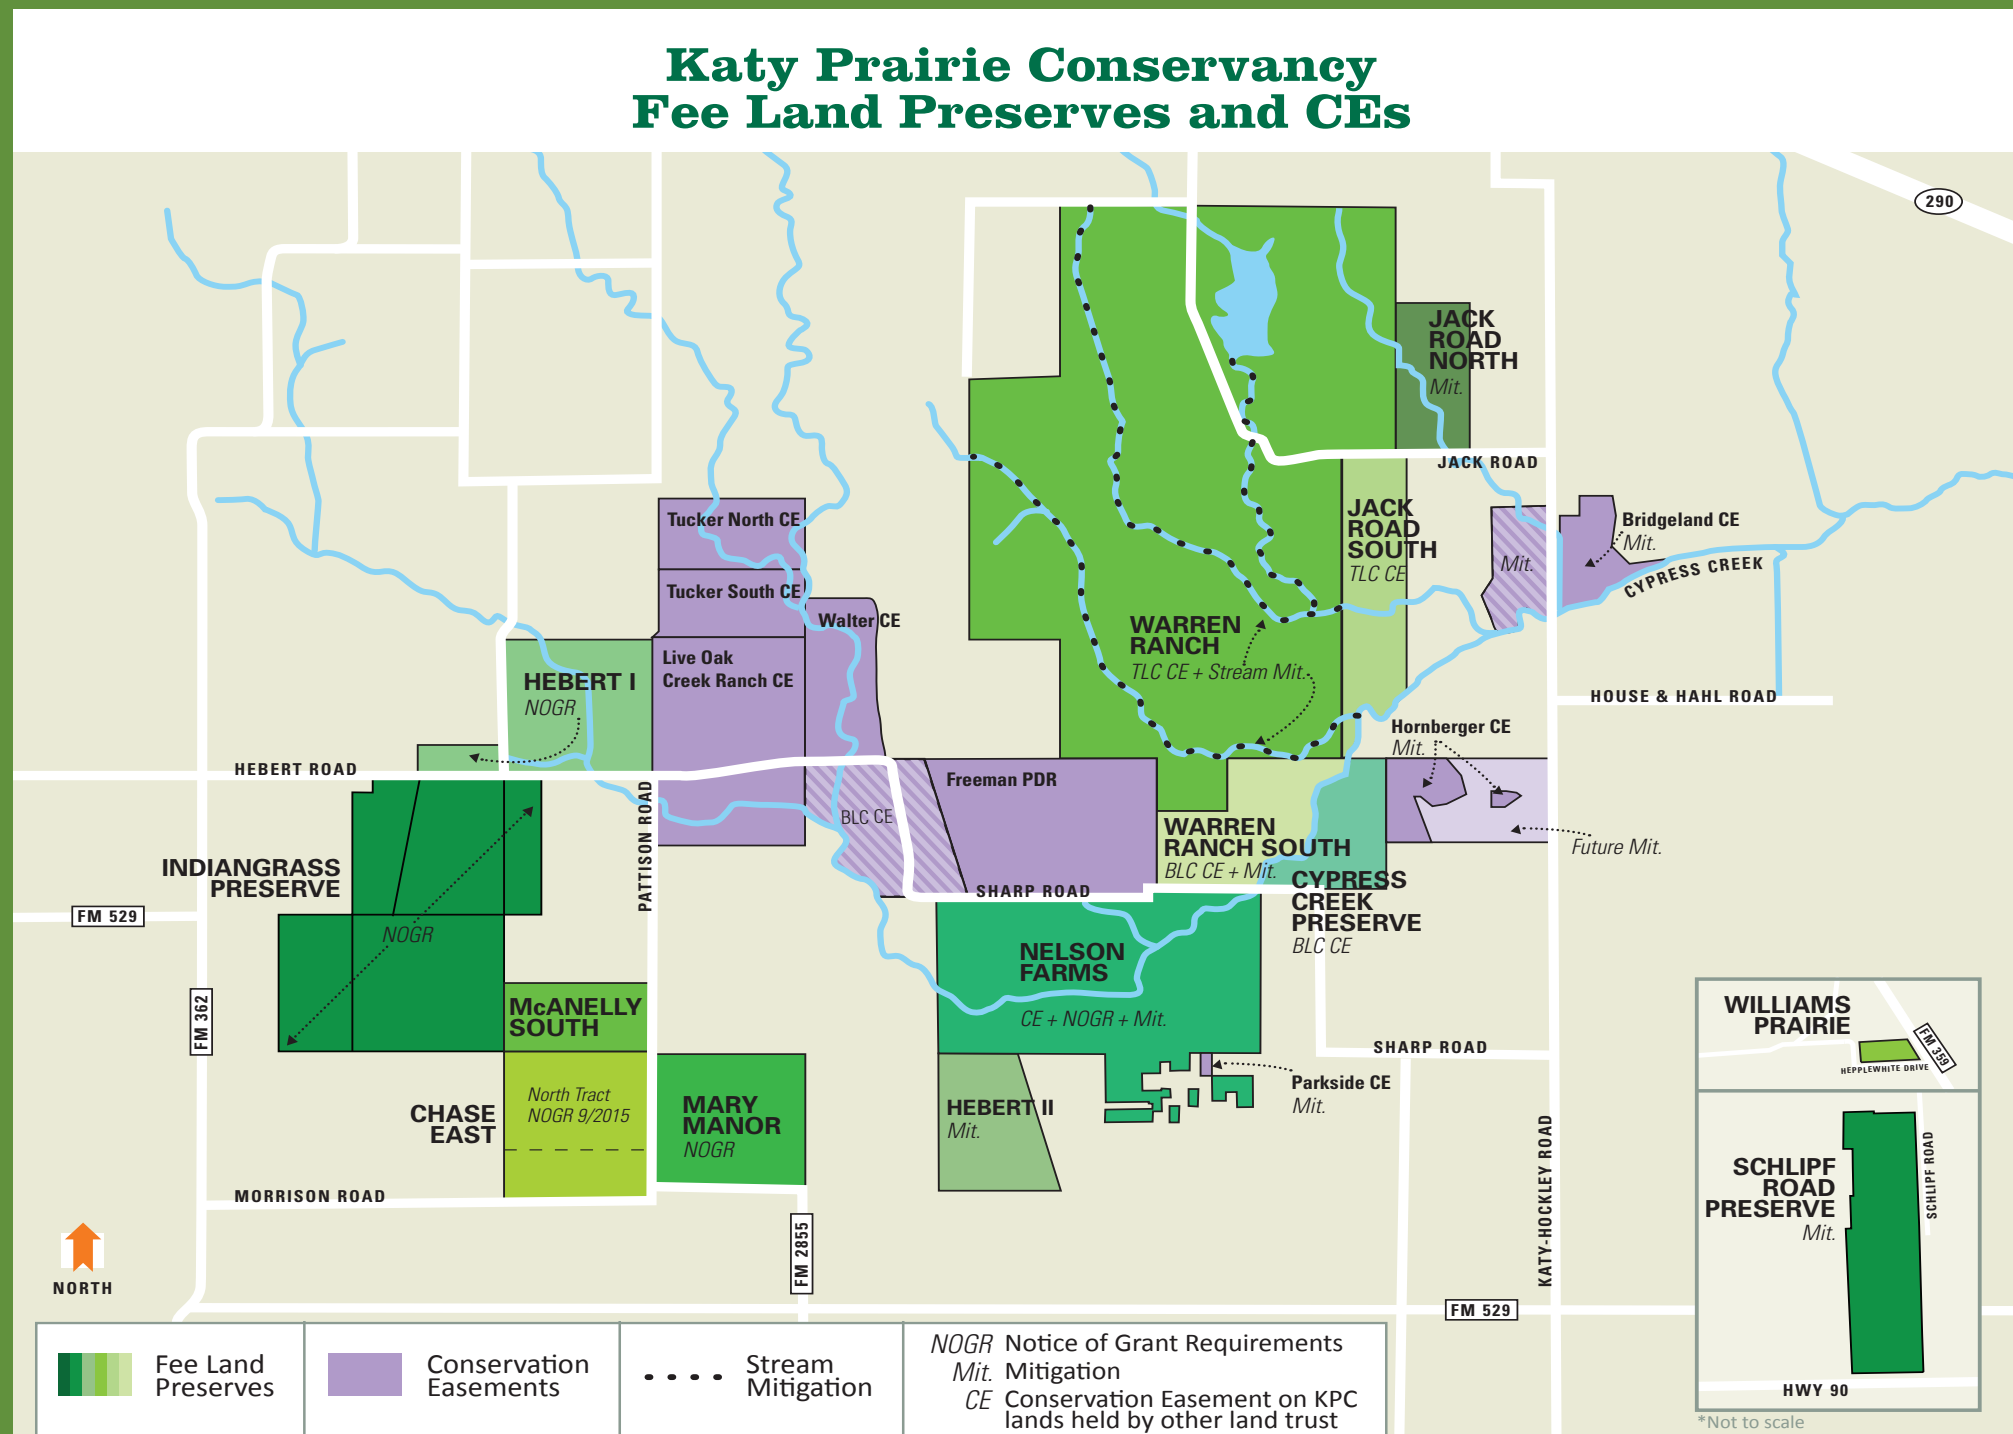 Katy Prairie Conservancy
Fee Land Preserves and CEs
290
JACK
ROAD
NORTH
Mit.
JACK ROAD
Tucker North CE
Tucker South CE
Walter CE
Live Oak
Creek Ranch CE
JACK
ROAD
SOUTH
TLC CE
Mit.
Bridgeland CE
Mit.
CYPRESS CREEK
WARREN
RANCH
TLC CE + Stream Mit.
HEBERT I
NOGR
HOUSE & HAHL ROAD
Hornberger CE
Mit.
HEBERT ROAD
Freeman PDR
BLC CE
PATTISON ROAD
WARREN
RANCH SOUTH
BLC CE + Mit.
Future Mit.
INDIANGRASS
PRESERVE
NOGR
SHARP ROAD
CYPRESS
CREEK
PRESERVE
BLC CE
FM 529
NELSON
FARMS
CE + NOGR + Mit.
FM 362
McANELLY
SOUTH
SHARP ROAD
North Tract
NOGR 9/2015
CHASE
EAST
MARY
MANOR
NOGR
HEBERT II
Mit.
Parkside CE
Mit.
MORRISON ROAD
FM 2855
KATY-HOCKLEY ROAD
FM 529
NORTH
WILLIAMS
PRAIRIE
FM 359
HEPPLEWHITE DRIVE
SCHLIPF
ROAD
PRESERVE
Mit.
SCHLIPF ROAD
HWY 90
*Not to scale
Fee Land
Preserves
Conservation
Easements
Stream
Mitigation
NOGR Notice of Grant Requirements
Mit. Mitigation
CE Conservation Easement on KPC
lands held by other land trust